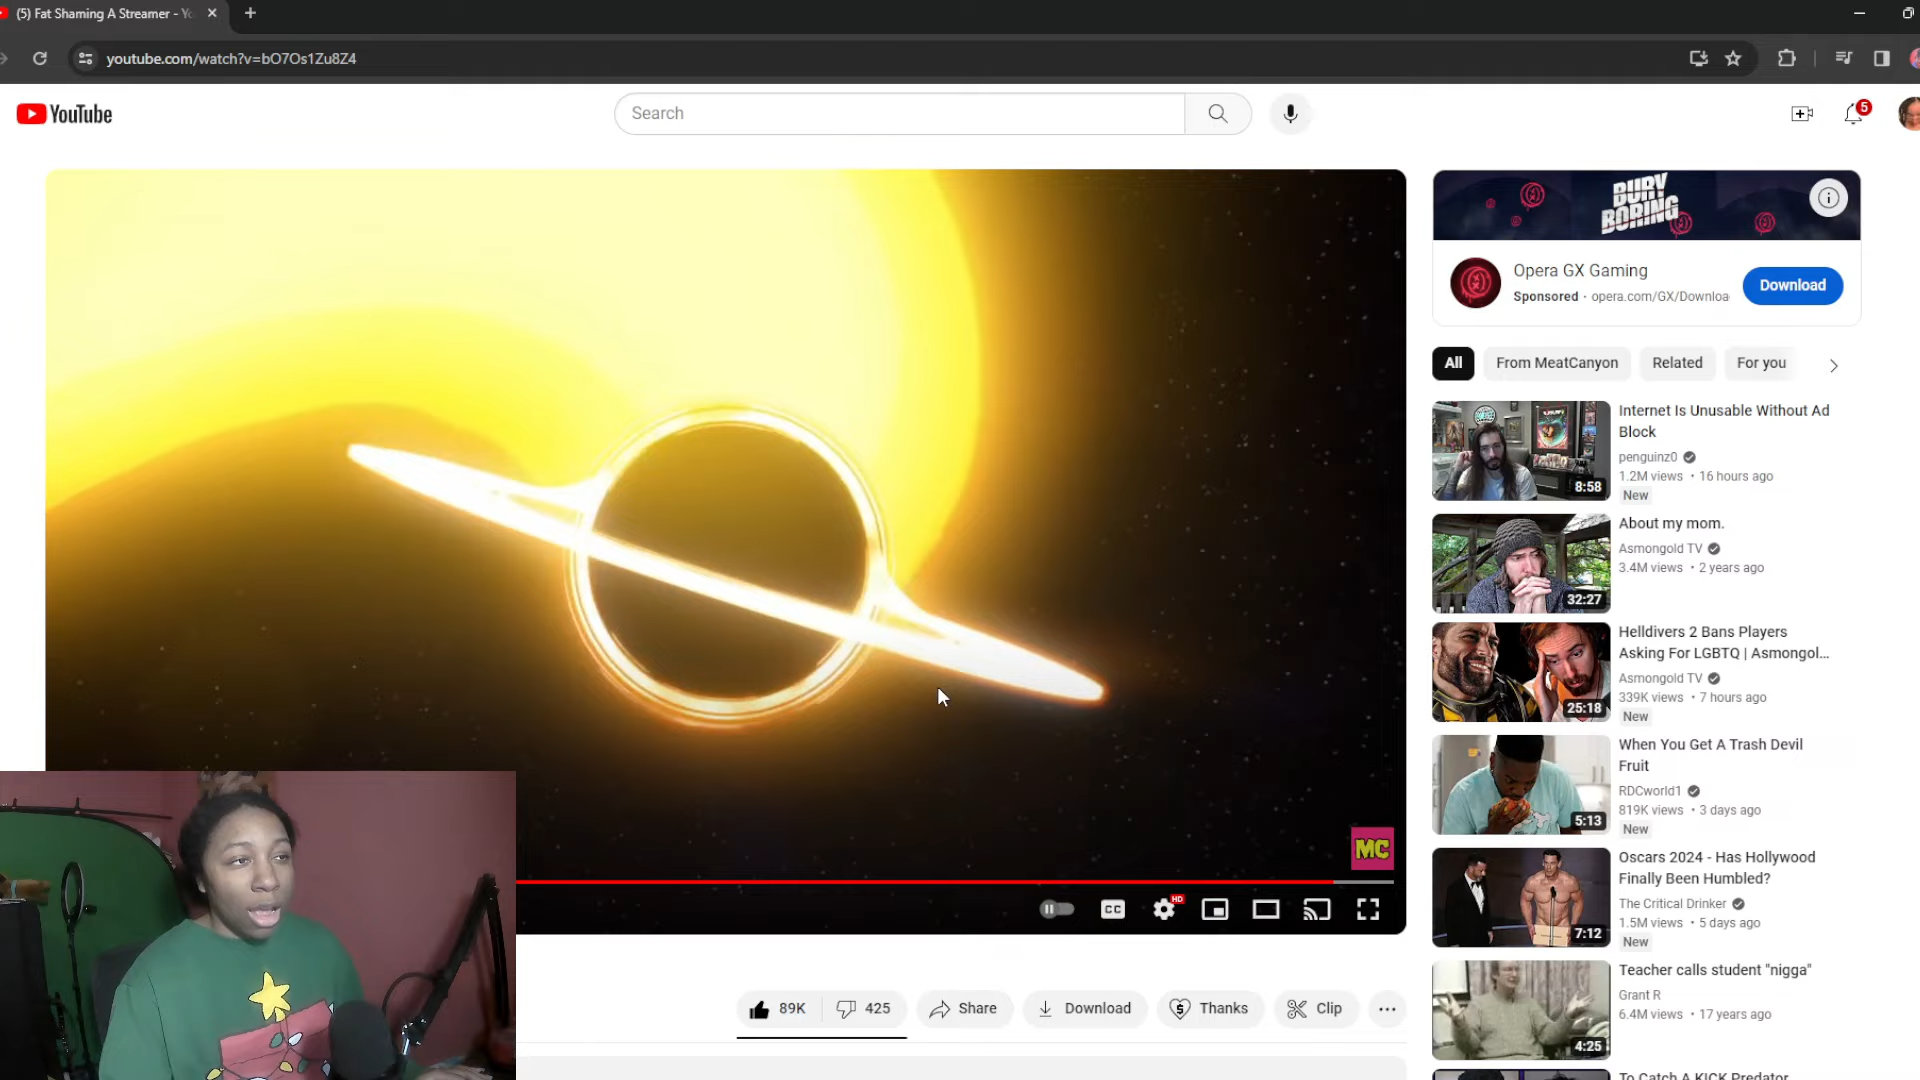 (5) Fat Shaming A Streamer - Yo
youtube.com/watch?v=bO7Os1Zu8Z4
YouTube
Search
5
BURY
BORING
Opera GX Gaming
Sponsored · opera.com/GX/Downloa
Download
All
From MeatCanyon
Related
For you
Internet Is Unusable Without Ad
Block
penguinz0
1.2M views • 16 hours ago
New
8:58
About my mom.
Asmongold TV
3.4M views • 2 years ago
32:27
Helldivers 2 Bans Players
Asking For LGBTQ | Asmongol...
Asmongold TV
339K views • 7 hours ago
New
25:18
When You Get A Trash Devil
Fruit
RDCworld1
819K views • 3 days ago
New
5:13
Oscars 2024 - Has Hollywood
Finally Been Humbled?
The Critical Drinker
1.5M views • 5 days ago
New
7:12
Teacher calls student "nigga"
Grant R
6.4M views • 17 years ago
4:25
To Catch A KICK Predator
MC
CC
HD
89K
425
Share
Download
Thanks
Clip